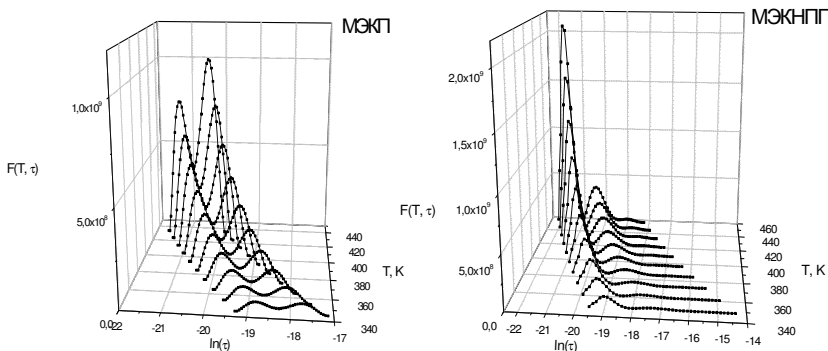 МЭКП
1,0x10⁹
F(T, τ)
5,0x10⁸
0,0
-22
-21
-20
-19
-18
-17
ln(τ)
440
420
400
380
360
340
T, K
МЭКНПГ
2,0x10⁹
1,5x10⁹
1,0x10⁹
F(T, τ)
5,0x10⁸
0,0
-22
-21
-20
-19
-18
-17
-16
-15
-14
ln(τ)
460
440
420
400
380
360
340
T, K